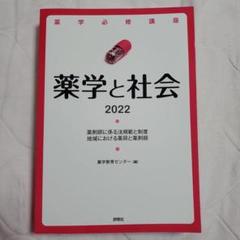 薬学必修講座
薬学と社会
2022
薬剤師に係る法規範と制度
地域における薬局と薬剤師
薬学教育センター 編
評言社